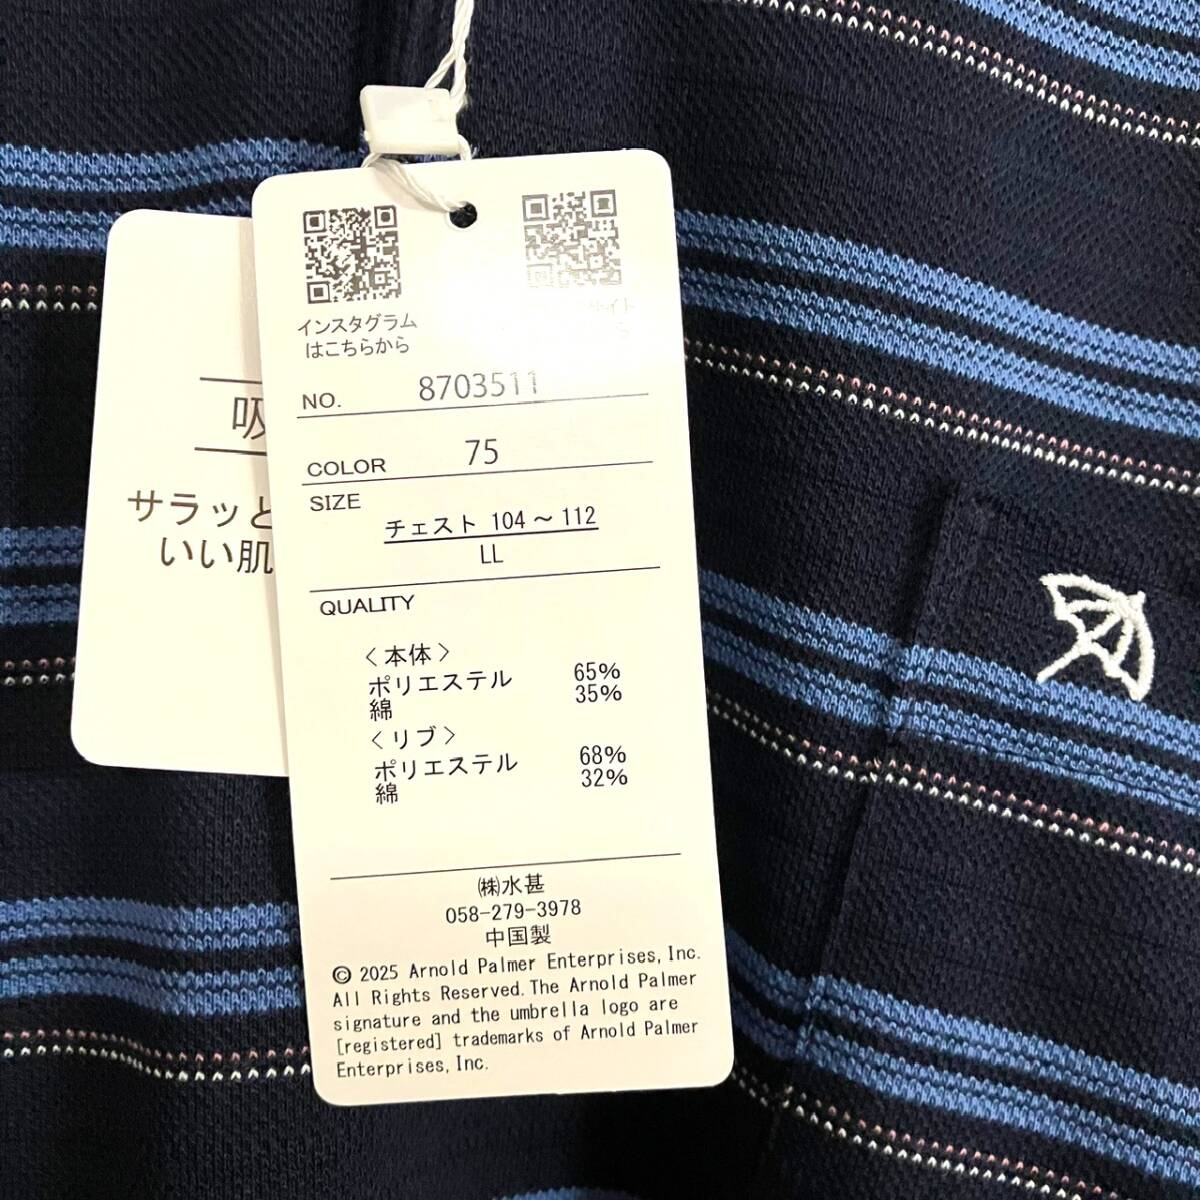 インスタグラム
はこちらから
サイト
NO. 8703511
COLOR 75
SIZE
チェスト 104～112
LL
QUALITY
〈本体〉
ポリエステル 65%
綿 35%
〈リブ〉
ポリエステル 68%
綿 32%
㈱水甚
058-279-3978
中国製
© 2025 Arnold Palmer Enterprises, Inc.
All Rights Reserved. The Arnold Palmer
signature and the umbrella logo are
[registered] trademarks of Arnold Palmer
Enterprises, Inc.
吸
サラッと
いい肌